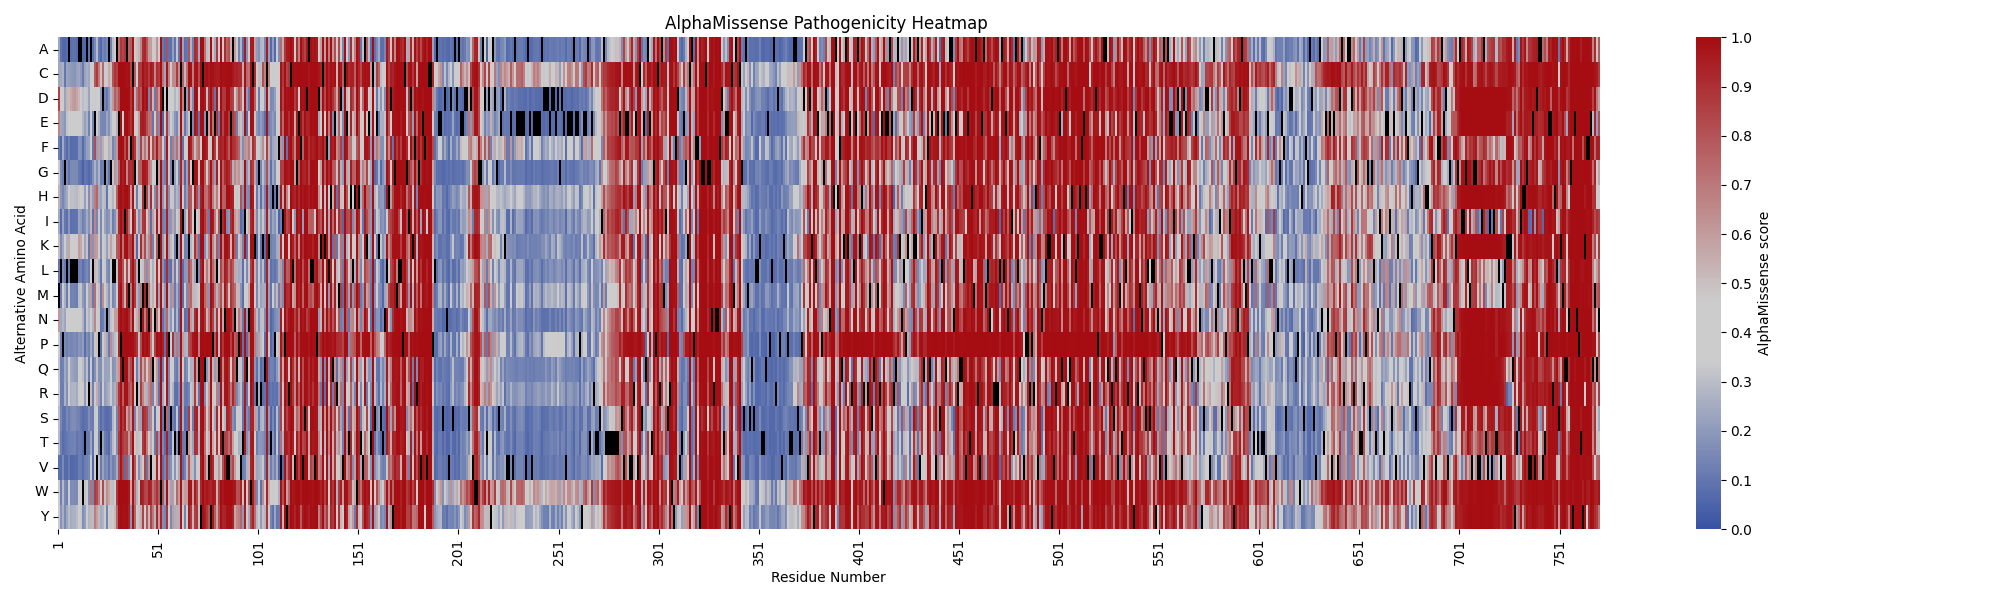 AlphaMissense Pathogenicity Heatmap
Alternative Amino Acid
A
C
D
E
F
G
H
I
K
L
M
N
P
Q
R
S
T
V
W
Y
1 51 101 151 201 251 301 351 401 451 501 551 601 651 701 751
Residue Number
1.0
0.9
0.8
0.7
0.6
0.5
0.4
0.3
0.2
0.1
0.0
AlphaMissense score